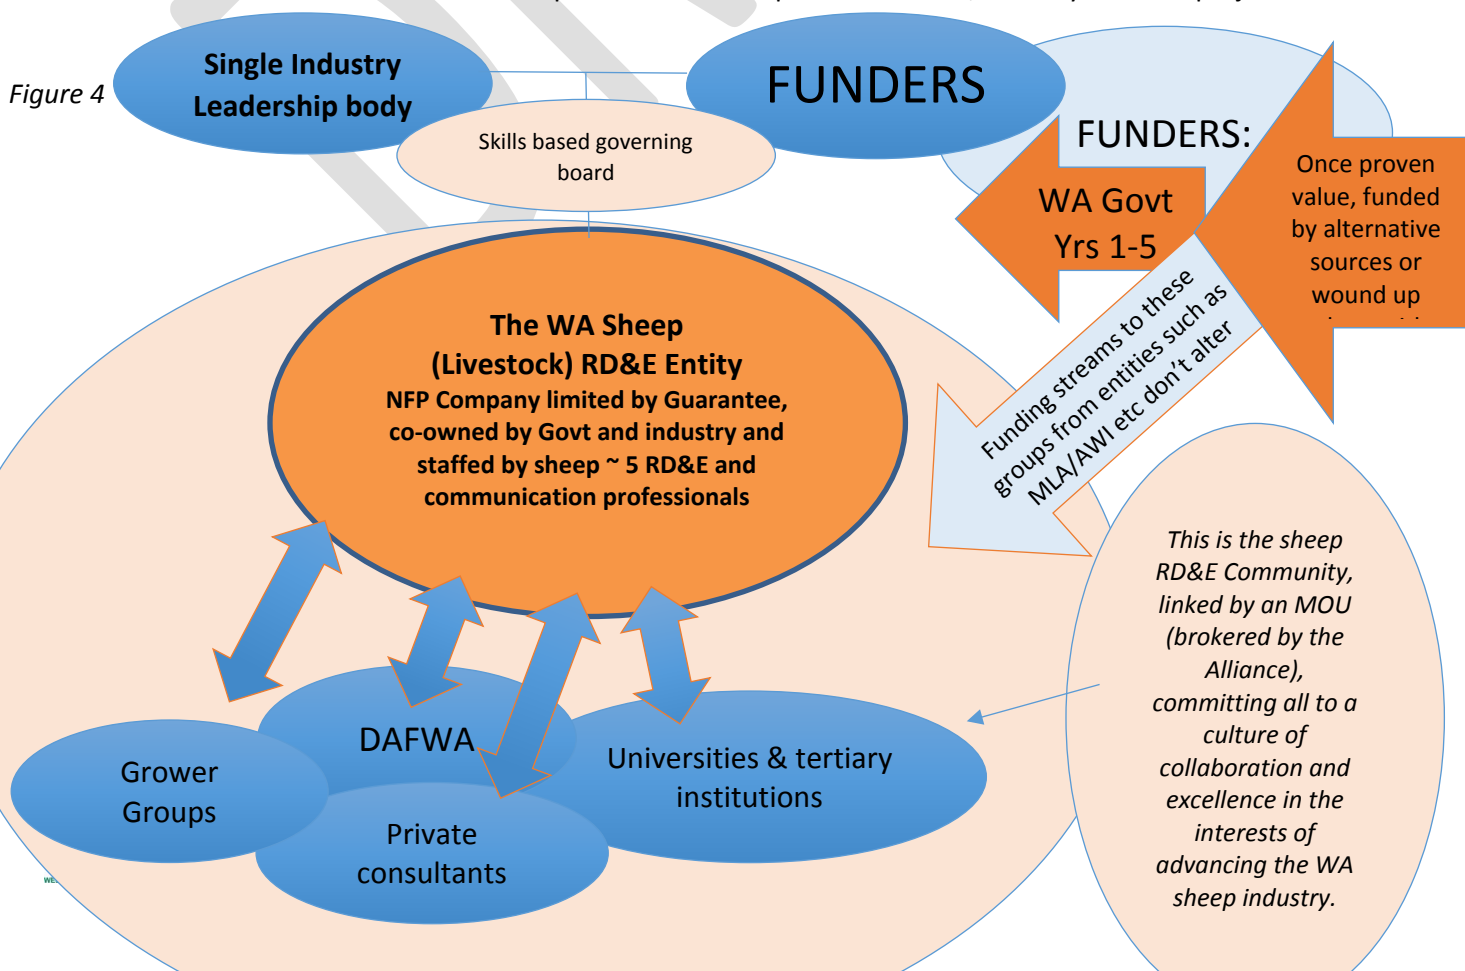 Figure 4
Single Industry
Leadership body
FUNDERS
Skills based governing
board
FUNDERS:
WA Govt
Yrs 1-5
Once proven
value, funded
by alternative
sources or
wound up
Funding streams to these
groups from entities such as
MLA/AWI etc don’t alter
The WA Sheep
(Livestock) RD&E Entity
NFP Company limited by Guarantee,
co-owned by Govt and industry and
staffed by sheep ~ 5 RD&E and
communication professionals
This is the sheep
RD&E Community,
linked by an MOU
(brokered by the
Alliance),
committing all to a
culture of
collaboration and
excellence in the
interests of
advancing the WA
sheep industry.
DAFWA
Grower
Groups
Universities & tertiary
institutions
Private
consultants